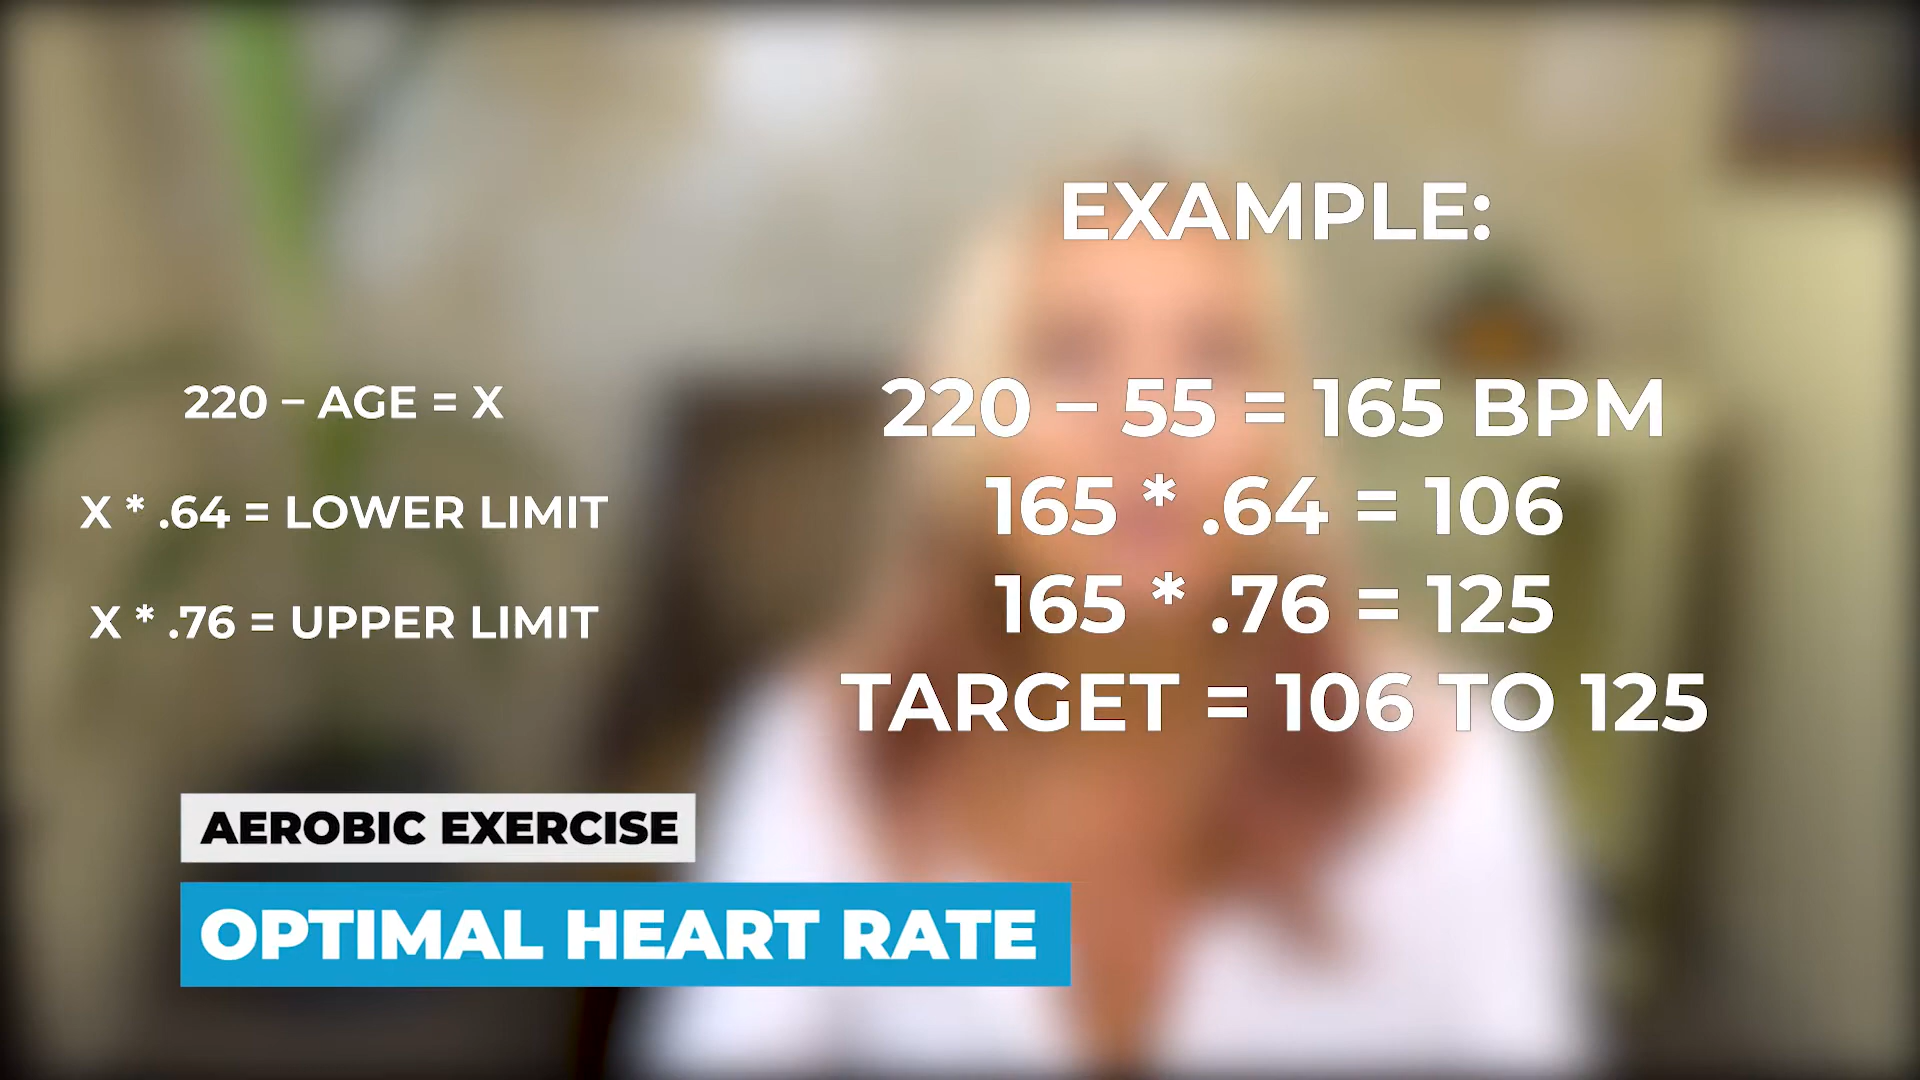 220 – AGE = X
X * .64 = LOWER LIMIT
X * .76 = UPPER LIMIT
EXAMPLE:
220 – 55 = 165 BPM
165 * .64 = 106
165 * .76 = 125
TARGET = 106 TO 125
AEROBIC EXERCISE
OPTIMAL HEART RATE